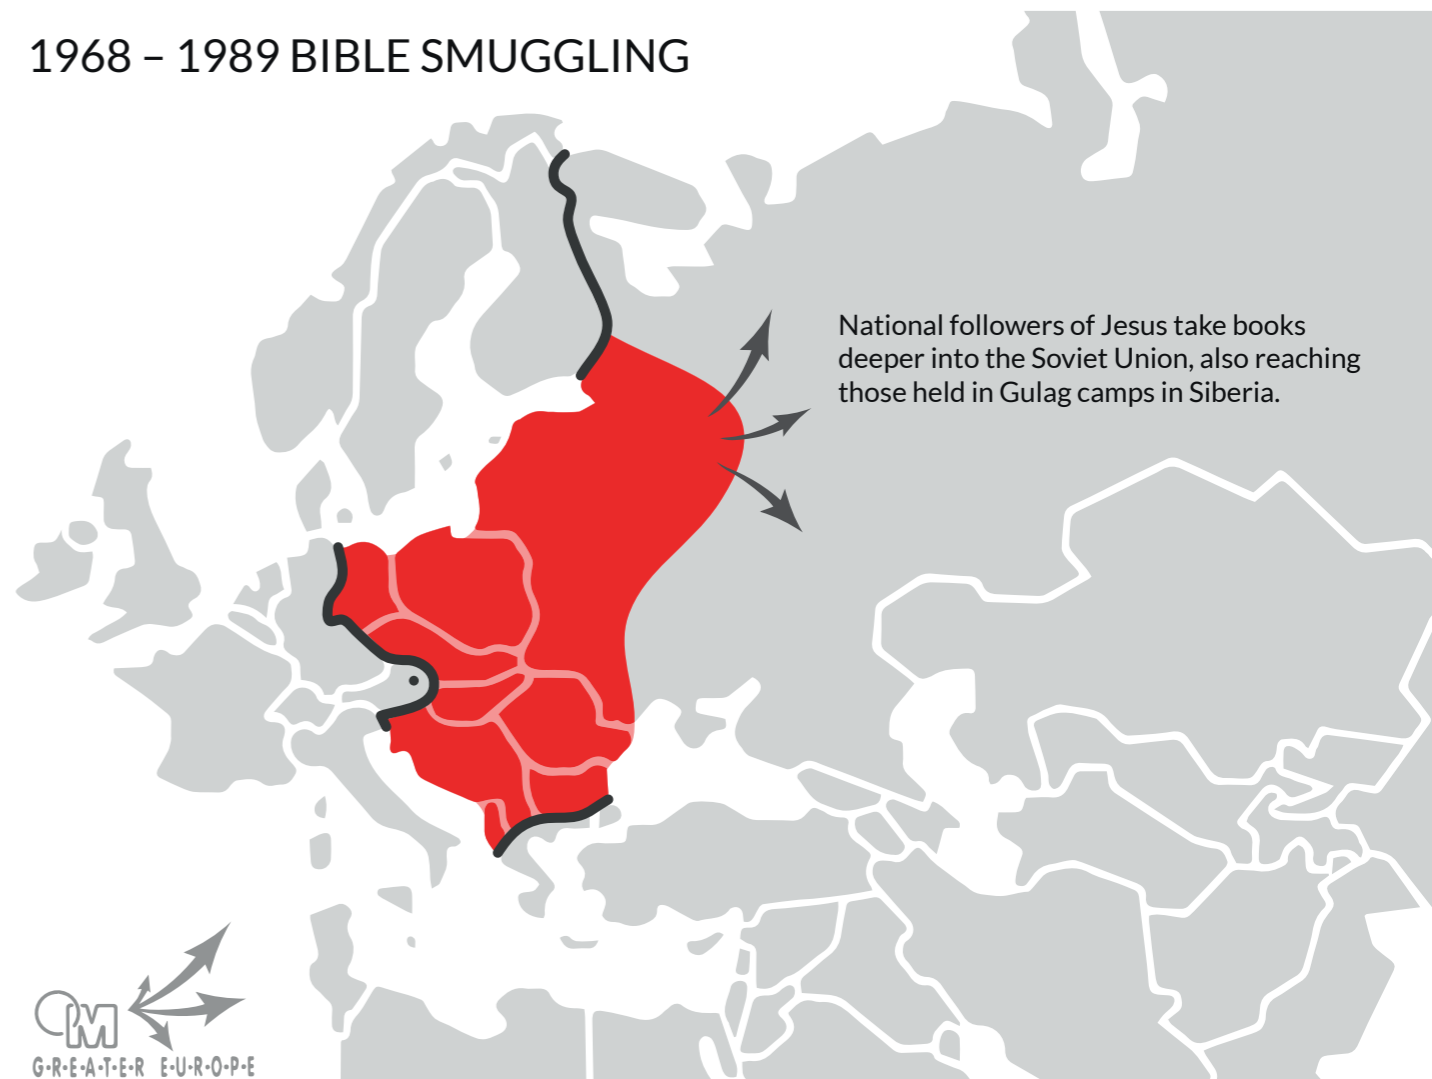 1968 – 1989 BIBLE SMUGGLING
National followers of Jesus take books
deeper into the Soviet Union, also reaching
those held in Gulag camps in Siberia.
OM
G•R•E•A•T•E•R E•U•R•O•P•E